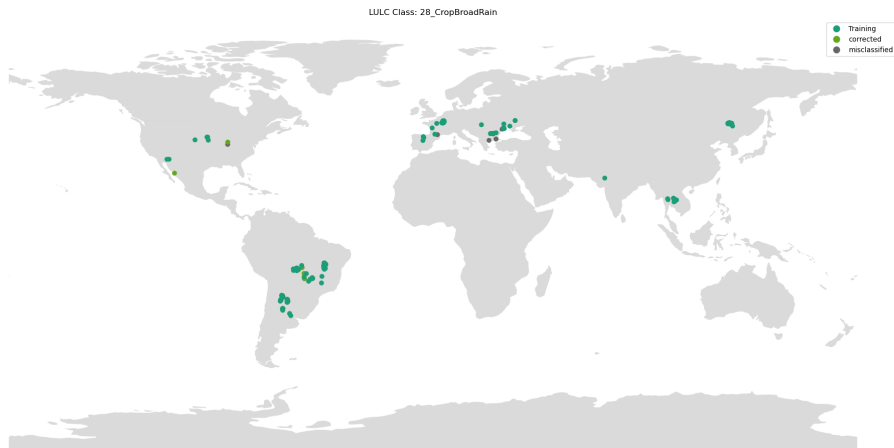 LULC Class: 28_CropBroadRain
Training
corrected
misclassified